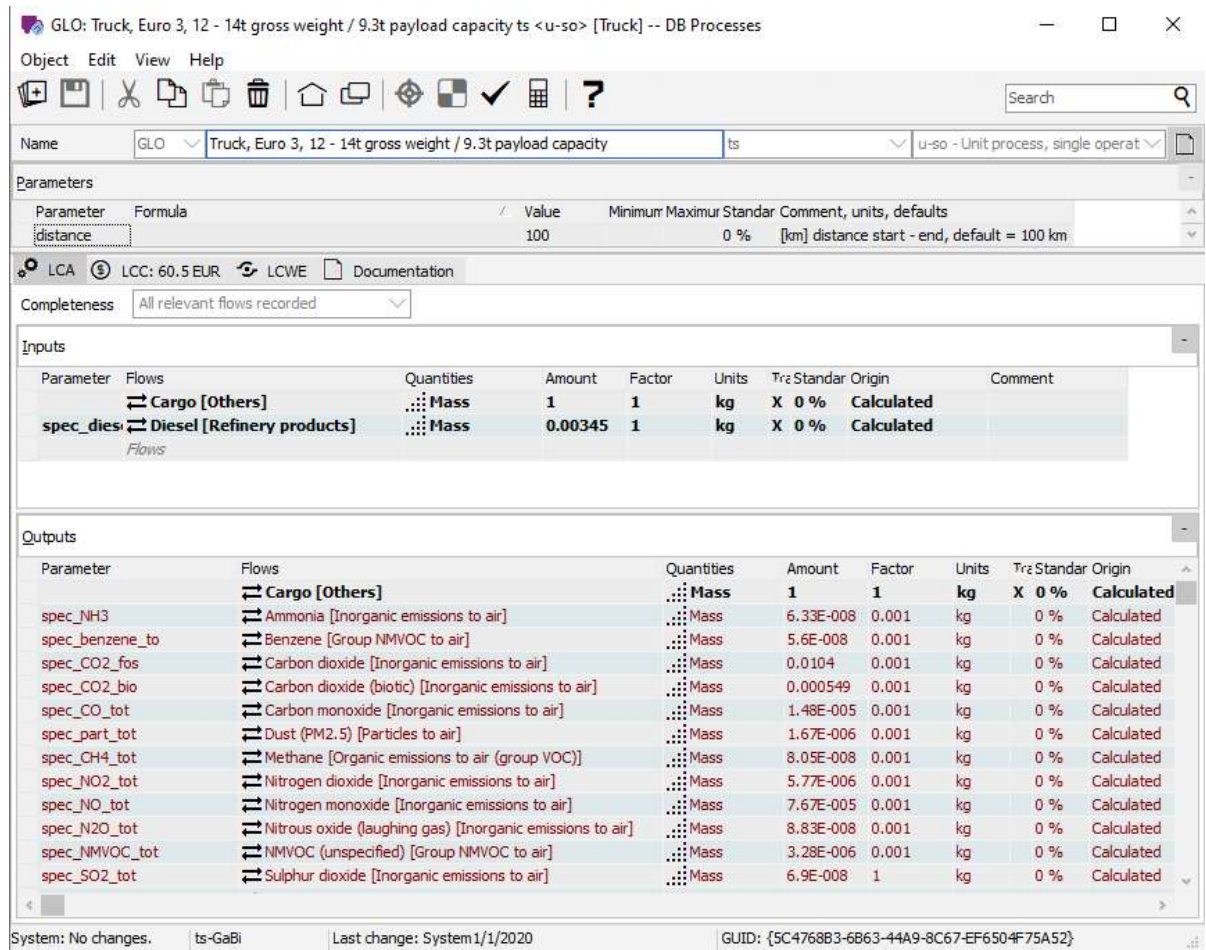 GLO: Truck, Euro 3, 12 - 14t gross weight / 9.3t payload capacity ts <u-so> [Truck] -- DB Processes
Object Edit View Help
Search
Name GLO Truck, Euro 3, 12 - 14t gross weight / 9.3t payload capacity ts u-so - Unit process, single operat
Parameters
Parameter Formula Value Minimum Maximur Standar Comment, units, defaults
distance 100 0 % [km] distance start - end, default = 100 km
LCA LCC: 60.5 EUR LCWE Documentation
Completeness All relevant flows recorded
Inputs
Parameter Flows Quantities Amount Factor Units Tra Standar Origin Comment
Cargo [Others] Mass 1 1 kg X 0 % Calculated
spec_dies Diesel [Refinery products] Mass 0.00345 1 kg X 0 % Calculated
Flows
Outputs
Parameter Flows Quantities Amount Factor Units Tra Standar Origin
Cargo [Others] Mass 1 1 kg X 0 % Calculated
spec_NH3 Ammonia [Inorganic emissions to air] Mass 6.33E-008 0.001 kg 0 % Calculated
spec_benzene_to Benzene [Group NMVOC to air] Mass 5.6E-008 0.001 kg 0 % Calculated
spec_CO2_fos Carbon dioxide [Inorganic emissions to air] Mass 0.0104 0.001 kg 0 % Calculated
spec_CO2_bio Carbon dioxide (biotic) [Inorganic emissions to air] Mass 0.000549 0.001 kg 0 % Calculated
spec_CO_tot Carbon monoxide [Inorganic emissions to air] Mass 1.48E-005 0.001 kg 0 % Calculated
spec_part_tot Dust (PM2.5) [Particles to air] Mass 1.67E-006 0.001 kg 0 % Calculated
spec_CH4_tot Methane [Organic emissions to air (group VOC)] Mass 8.05E-008 0.001 kg 0 % Calculated
spec_NO2_tot Nitrogen dioxide [Inorganic emissions to air] Mass 5.77E-006 0.001 kg 0 % Calculated
spec_NO_tot Nitrogen monoxide [Inorganic emissions to air] Mass 7.67E-005 0.001 kg 0 % Calculated
spec_N2O_tot Nitrous oxide (laughing gas) [Inorganic emissions to air] Mass 8.83E-008 0.001 kg 0 % Calculated
spec_NMVOC_tot NMVOC (unspecified) [Group NMVOC to air] Mass 3.28E-006 0.001 kg 0 % Calculated
spec_SO2_tot Sulphur dioxide [Inorganic emissions to air] Mass 6.9E-008 1 kg 0 % Calculated
System: No changes. ts-GaBi Last change: System 1/1/2020 GUID: {5C4768B3-6B63-44A9-8C67-EF6504F75A52}